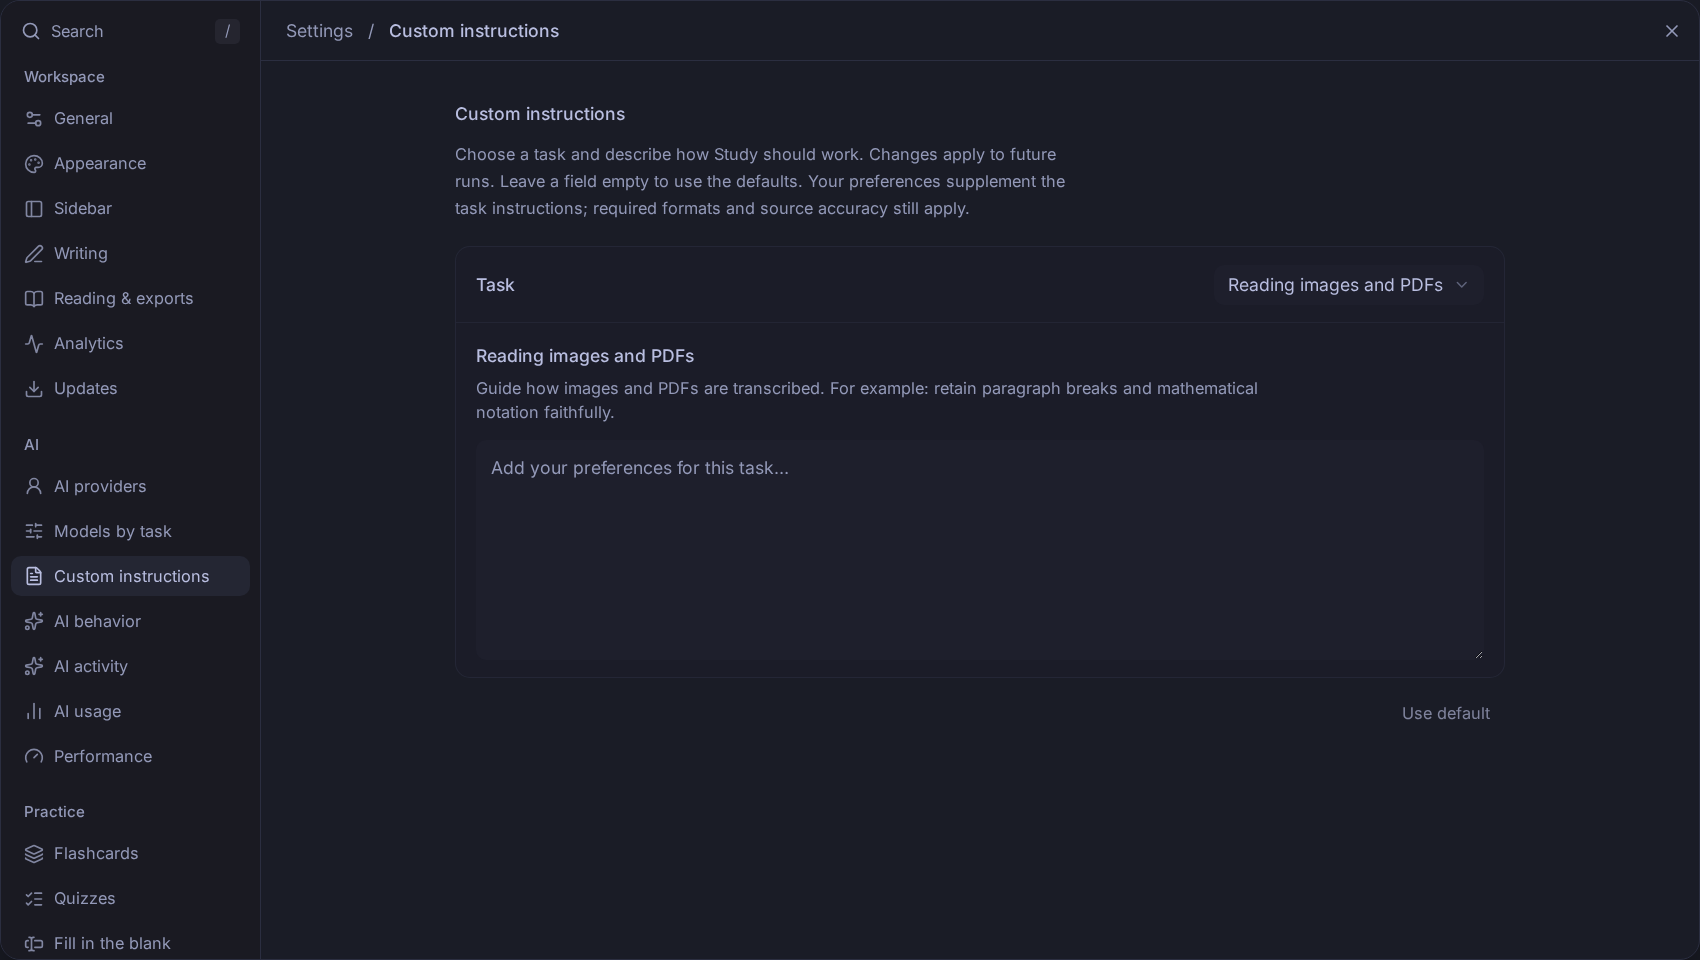 Search /
Workspace
General
Appearance
Sidebar
Writing
Reading & exports
Analytics
Updates
AI
AI providers
Models by task
Custom instructions
AI behavior
AI activity
AI usage
Performance
Practice
Flashcards
Quizzes
Fill in the blank
Settings / Custom instructions
Custom instructions
Choose a task and describe how Study should work. Changes apply to future
runs. Leave a field empty to use the defaults. Your preferences supplement the
task instructions; required formats and source accuracy still apply.
Task
Reading images and PDFs
Reading images and PDFs
Guide how images and PDFs are transcribed. For example: retain paragraph breaks and mathematical
notation faithfully.
Add your preferences for this task...
Use default